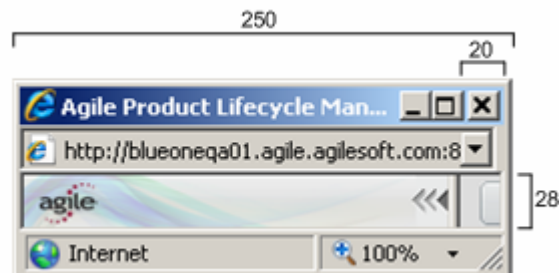 250
20
Agile Product Lifecycle Man...
http://blueoneqa01.agile.agilesoft.com:8
agile
28
Internet
100%